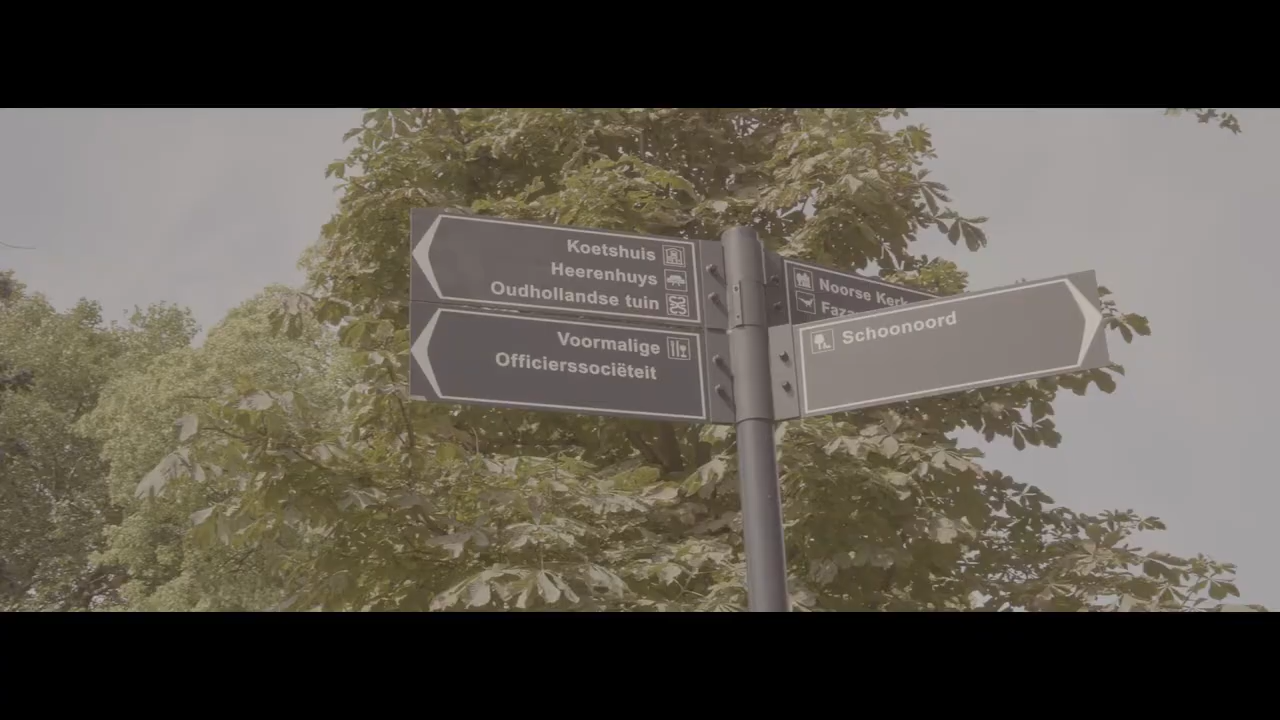 Koetshuis
Heerenhuys
Oudhollandse tuin
Voormalige
Officierssociëteit
Noorse Kerk
Schoonoord